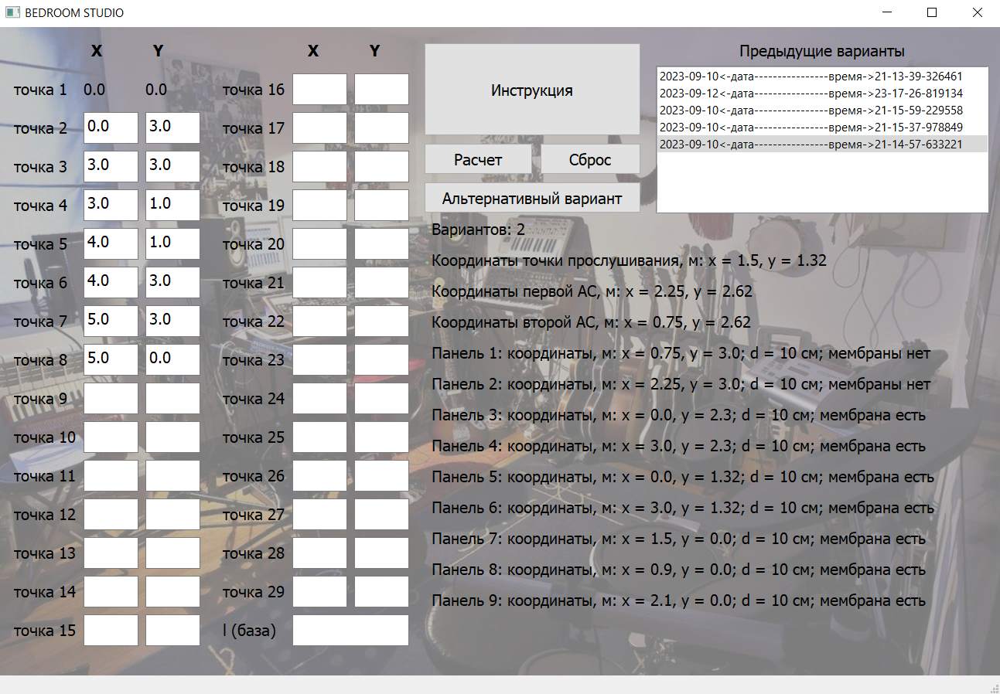 BEDROOM STUDIO
X Y X Y
точка 1 0.0 0.0 точка 16
точка 2 0.0 3.0 точка 17
точка 3 3.0 3.0 точка 18
точка 4 3.0 1.0 точка 19
точка 5 4.0 1.0 точка 20
точка 6 4.0 3.0 точка 21
точка 7 5.0 3.0 точка 22
точка 8 5.0 0.0 точка 23
точка 9 точка 24
точка 10 точка 25
точка 11 точка 26
точка 12 точка 27
точка 13 точка 28
точка 14 точка 29
точка 15 l (база)
Инструкция
Расчет Сброс
Альтернативный вариант
Вариантов: 2
Координаты точки прослушивания, м: x = 1.5, y = 1.32
Координаты первой АС, м: x = 2.25, y = 2.62
Координаты второй АС, м: x = 0.75, y = 2.62
Панель 1: координаты, м: x = 0.75, y = 3.0; d = 10 см; мембраны нет
Панель 2: координаты, м: x = 2.25, y = 3.0; d = 10 см; мембраны нет
Панель 3: координаты, м: x = 0.0, y = 2.3; d = 10 см; мембрана есть
Панель 4: координаты, м: x = 3.0, y = 2.3; d = 10 см; мембрана есть
Панель 5: координаты, м: x = 0.0, y = 1.32; d = 10 см; мембрана есть
Панель 6: координаты, м: x = 3.0, y = 1.32; d = 10 см; мембрана есть
Панель 7: координаты, м: x = 1.5, y = 0.0; d = 10 см; мембрана есть
Панель 8: координаты, м: x = 0.9, y = 0.0; d = 10 см; мембрана есть
Панель 9: координаты, м: x = 2.1, y = 0.0; d = 10 см; мембрана есть
Предыдущие варианты
2023-09-10<-дата----------------время->21-13-39-326461
2023-09-12<-дата----------------время->23-17-26-819134
2023-09-10<-дата----------------время->21-15-59-229558
2023-09-10<-дата----------------время->21-15-37-978849
2023-09-10<-дата----------------время->21-14-57-633221